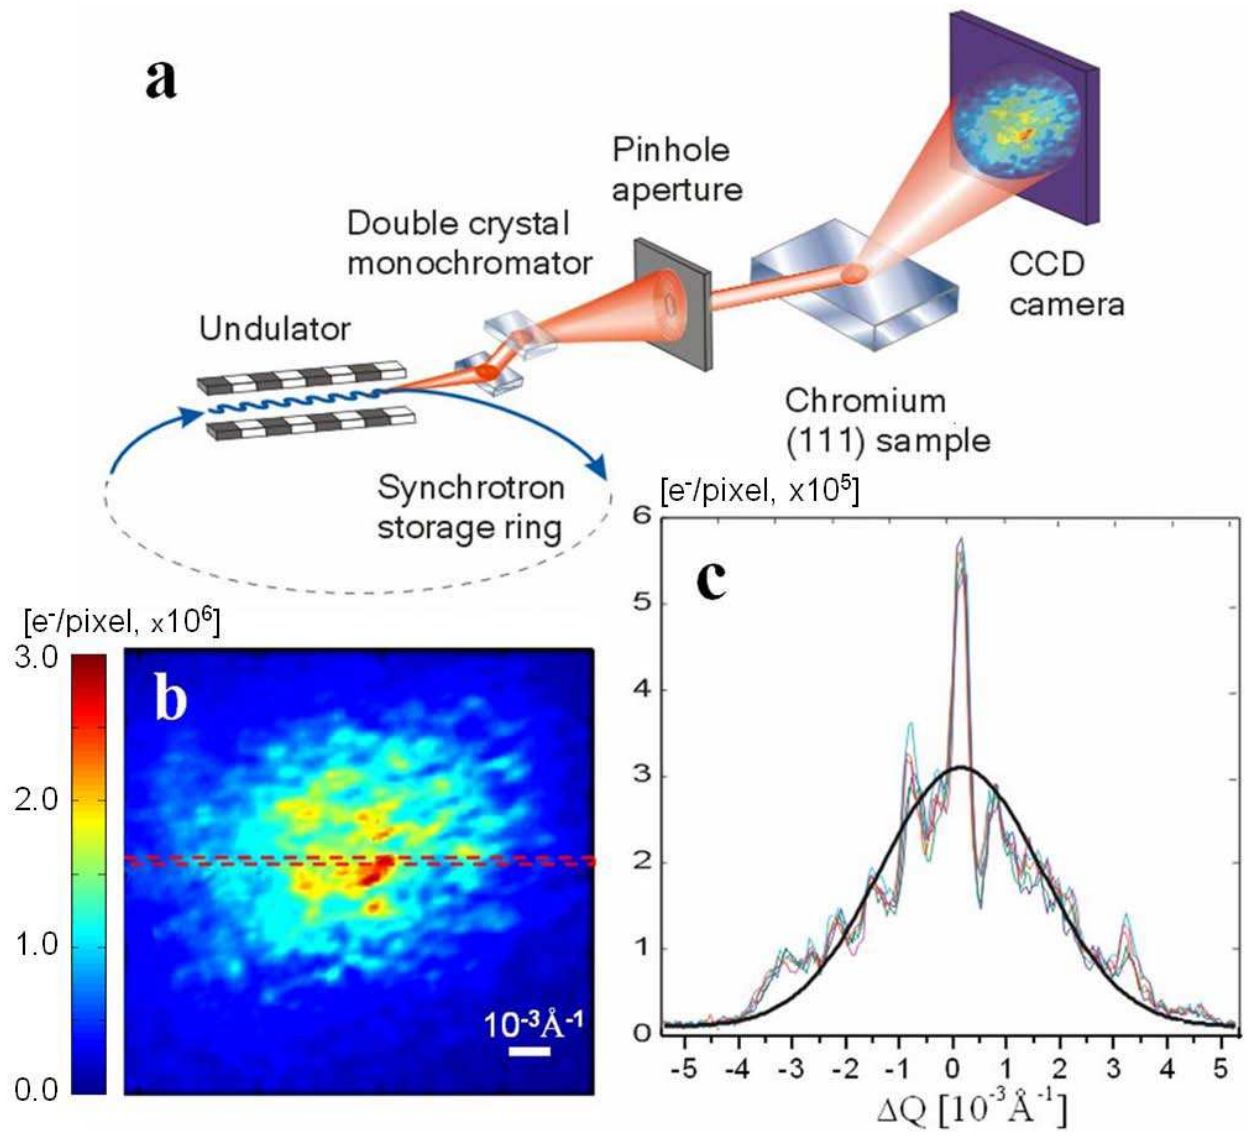 a
Pinhole
aperture
Double crystal
monochromator
CCD
camera
Undulator
Chromium
(111) sample
Synchrotron
storage ring
[e⁻/pixel, x10⁶]
3.0
2.0
1.0
0.0
b
10⁻³Å⁻¹
[e⁻/pixel, x10⁵]
c
6
5
4
3
2
1
0
-5 -4 -3 -2 -1 0 1 2 3 4 5
ΔQ [10⁻³Å⁻¹]